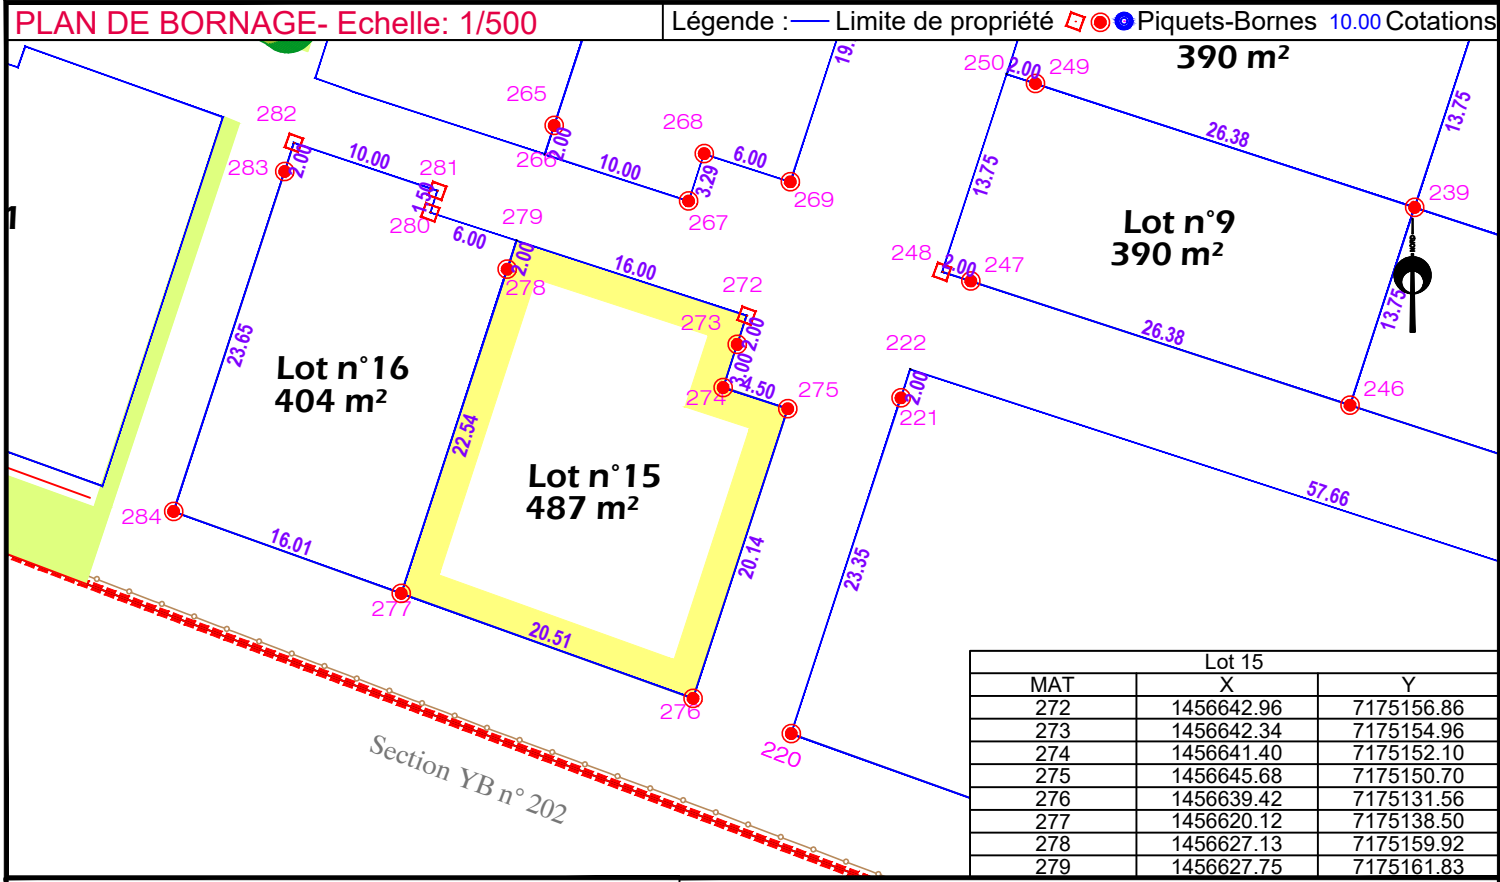 PLAN DE BORNAGE- Echelle: 1/500
Légende : Limite de propriété Piquets-Bornes 10.00 Cotations
390 m²
250 2.00 249
19.
265
282
268
2.00
13.75
13.75
26.38
283 2.00 10.00 281
266 10.00
6.00
3.29
269
267
1.50
280
279
6.00
2.00
278
16.00
272
273
2.00
3.00
274
4.50
275
1
239
Lot n°9
390 m²
NORD
248 2.00 247
13.75
26.38
246
222
2.00
221
57.66
23.65
Lot n°16
404 m²
22.54
Lot n°15
487 m²
284
16.01
277
20.51
276
20.14
23.35
220
Section YB n° 202
Lot 15
MAT X Y
272 1456642.96 7175156.86
273 1456642.34 7175154.96
274 1456641.40 7175152.10
275 1456645.68 7175150.70
276 1456639.42 7175131.56
277 1456620.12 7175138.50
278 1456627.13 7175159.92
279 1456627.75 7175161.83